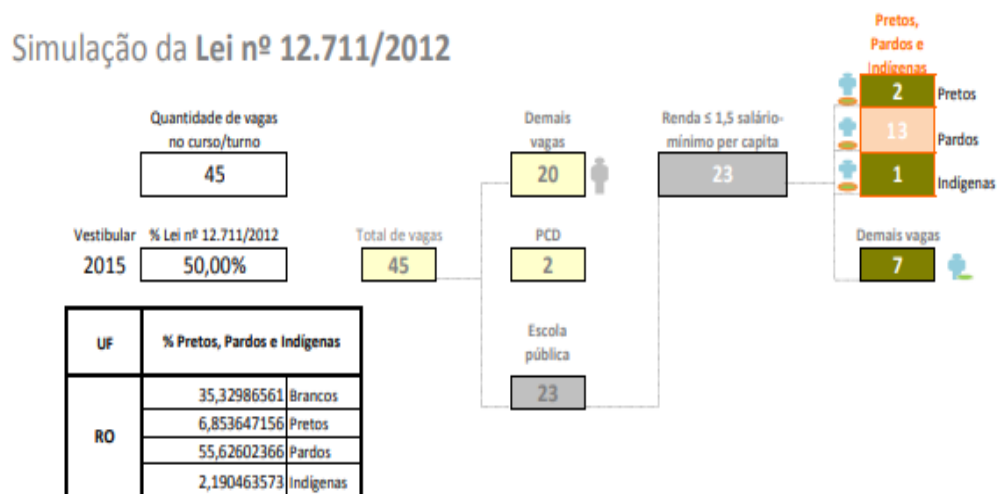 Simulação da Lei nº 12.711/2012
Pretos,
Pardos e
Indígenas
2 Pretos
13 Pardos
1 Indígenas
Quantidade de vagas
no curso/turno
45
Demais
vagas
20
Renda ≤ 1,5 salário-
mínimo per capita
23
Vestibular % Lei nº 12.711/2012
2015 50,00%
Total de vagas
45
PCD
2
Demais vagas
7
Escola
pública
23
UF % Pretos, Pardos e Indígenas
RO
35,32986561 Brancos
6,853647156 Pretos
55,62602366 Pardos
2,190463573 Indígenas